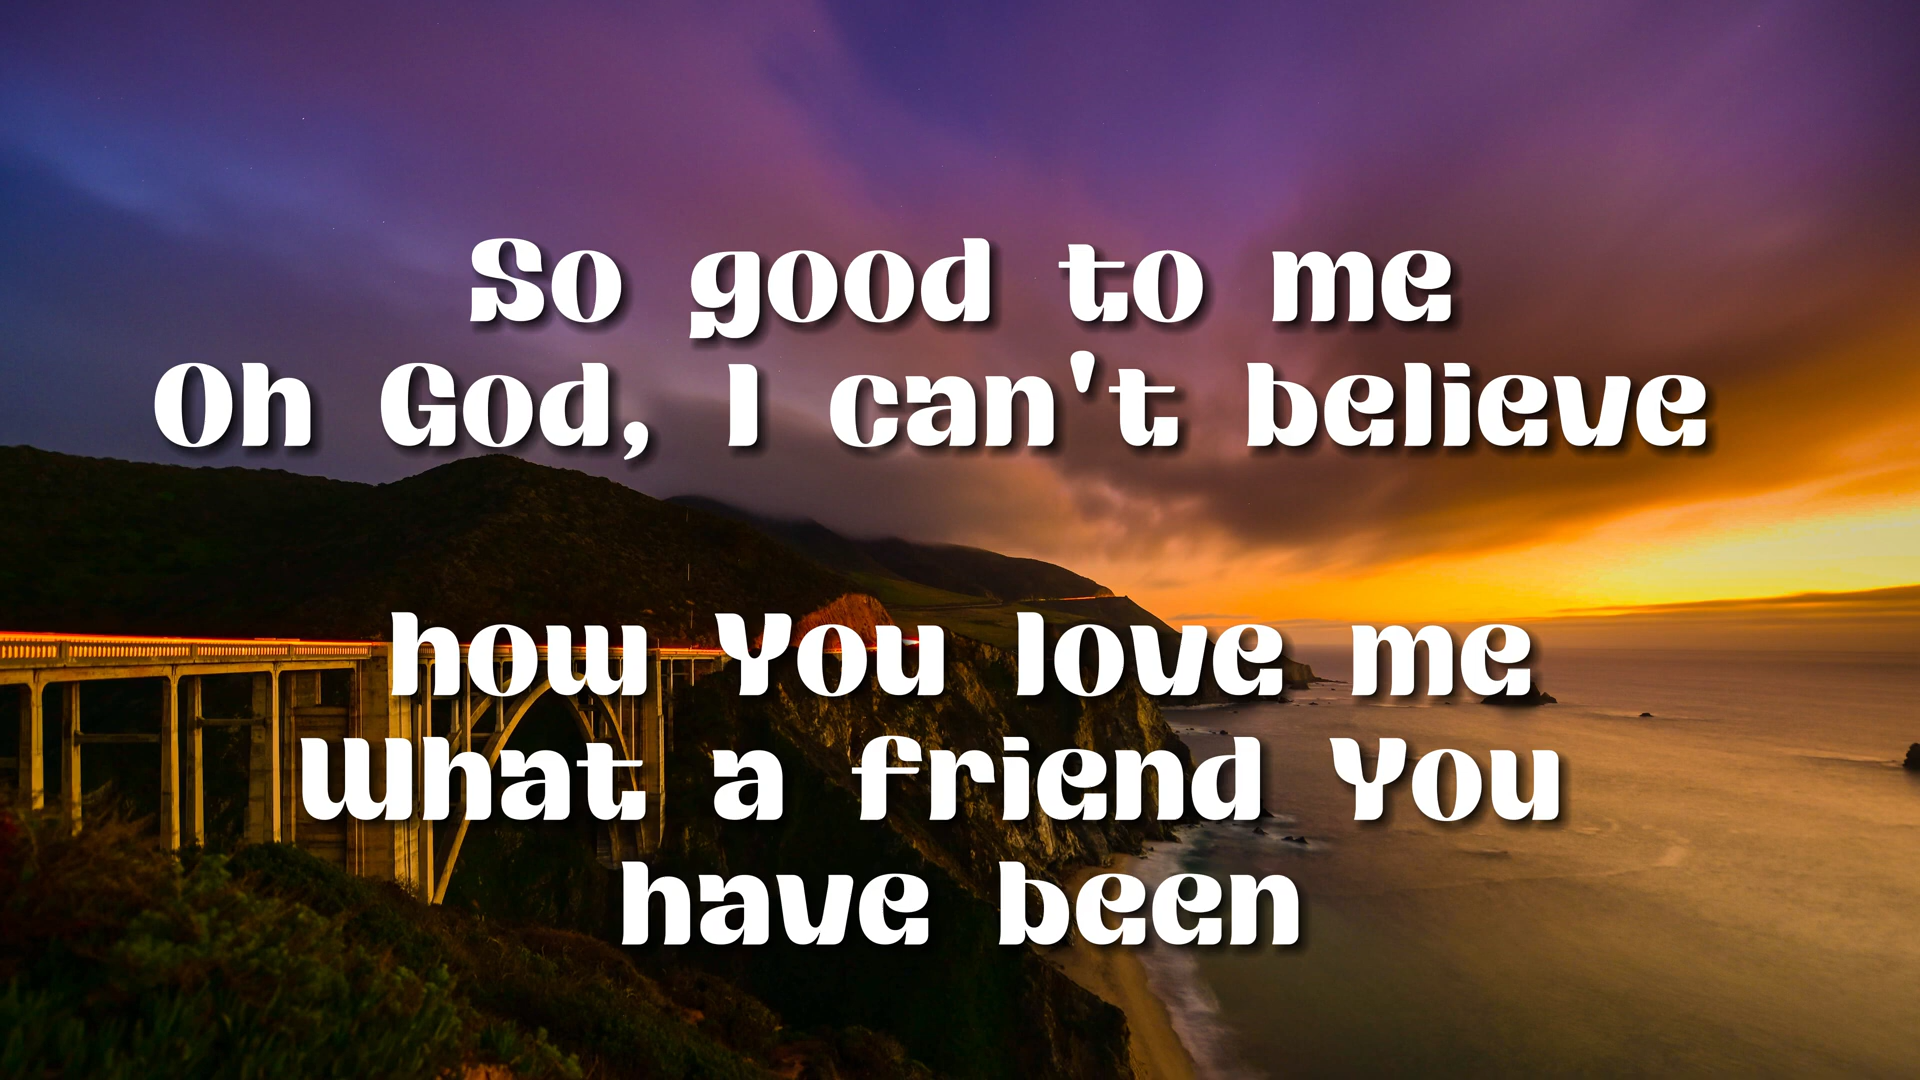 So good to me
Oh God, I can't believe
how You love me
What a friend You
have been